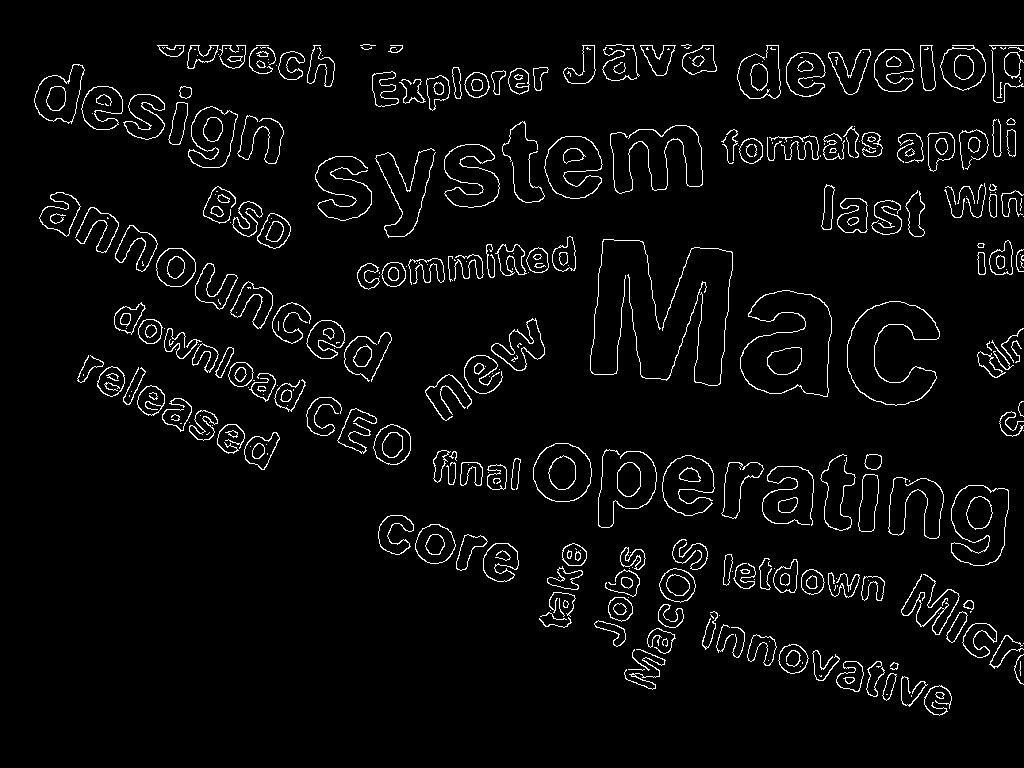 speech
Explorer
Java
develop
design
system
formats
appli
BSD
last
Win
announced
committed
Mac
ide
download
new
released
CEO
final
operating
core
take
Jobs
MacOS
letdown
Micro
innovative